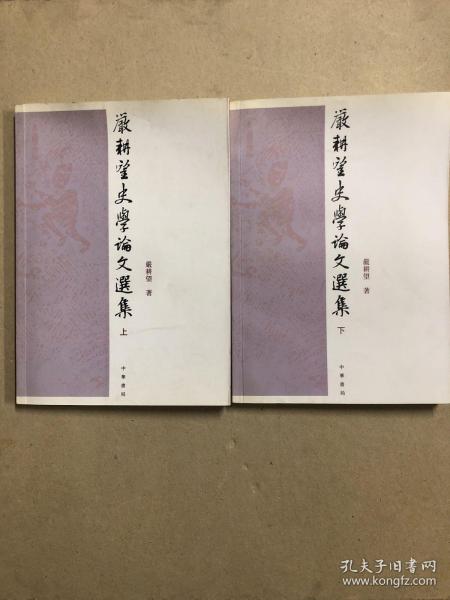 嚴耕望史學論文選集
上
嚴耕望 著
中華書局
嚴耕望史學論文選集
下
嚴耕望 著
中華書局
孔夫子旧书网
www.kongfz.com